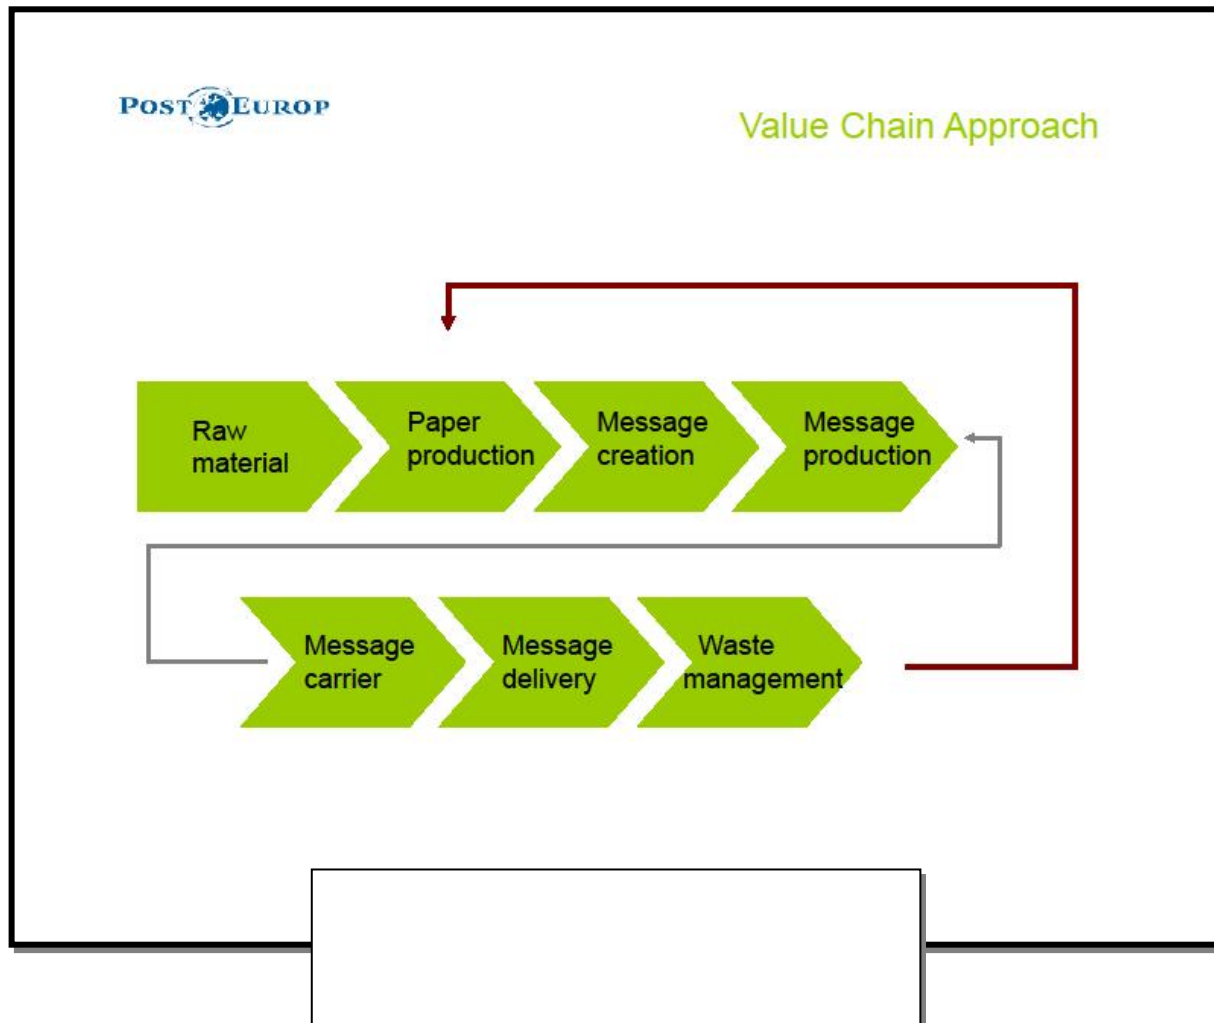 POST EUROP
Value Chain Approach
Raw
material
Paper
production
Message
creation
Message
production
Message
carrier
Message
delivery
Waste
management